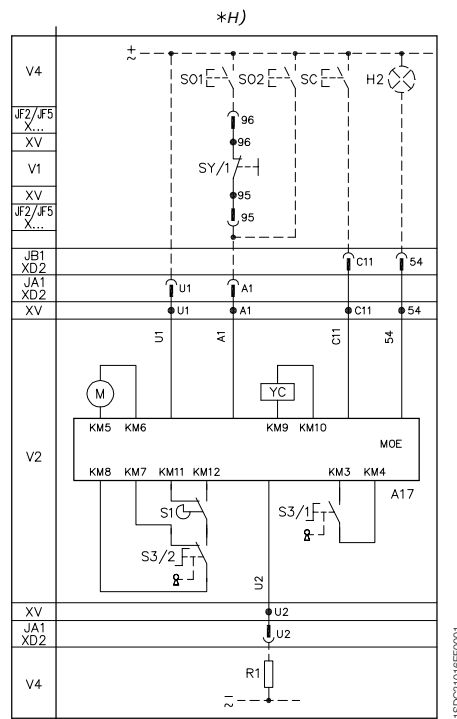 *H)
+
~
V4
SO1
SO2
SC
H2
JF2/JF5
X...
96
XV
96
V1
SY/1
XV
95
JF2/JF5
X...
95
JB1
XD2
C11
54
JA1
XD2
U1
A1
XV
U1
A1
C11
54
U1
A1
C11
54
M
YC
KM5
KM6
KM9
KM10
MOE
V2
KM8
KM7
KM11
KM12
KM3
KM4
A17
S1
S3/1
S3/2
U2
XV
U2
JA1
XD2
U2
V4
R1
-
~